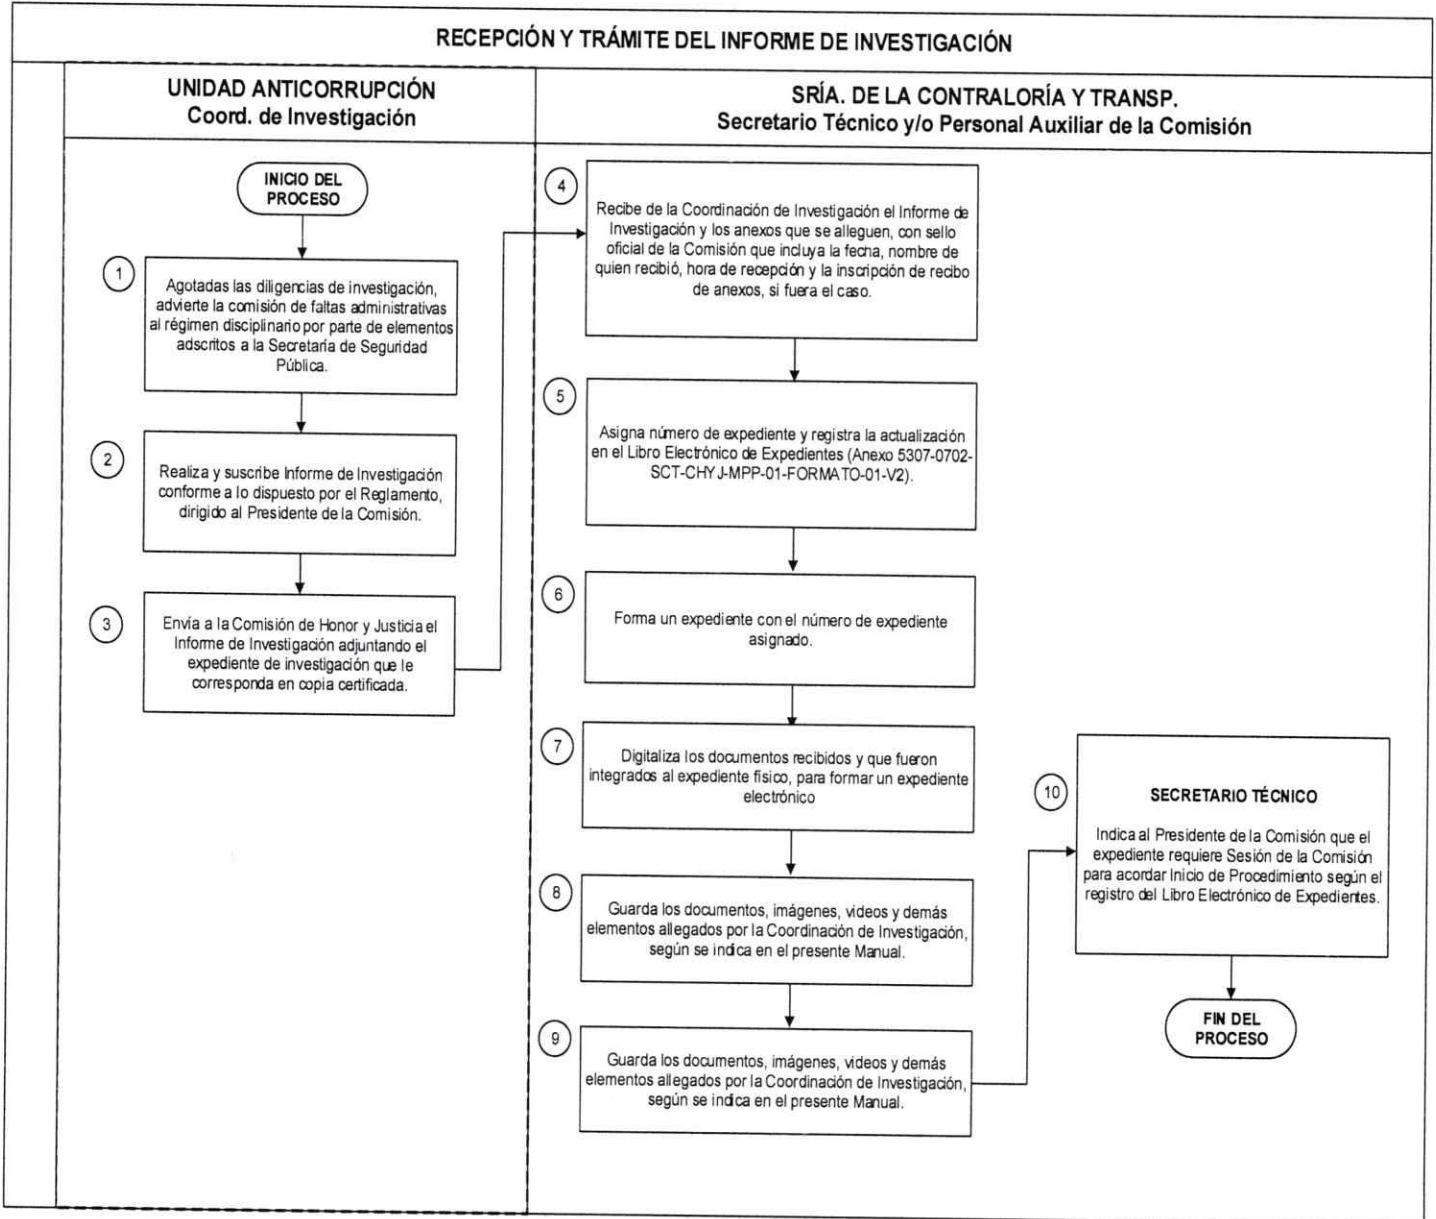 RECEPCIÓN Y TRÁMITE DEL INFORME DE INVESTIGACIÓN
UNIDAD ANTICORRUPCIÓN
Coord. de Investigación
SRÍA. DE LA CONTRALORÍA Y TRANSP.
Secretario Técnico y/o Personal Auxiliar de la Comisión
INICIO DEL
PROCESO
1
Agotadas las diligencias de investigación,
advierte la comisión de faltas administrativas
al régimen disciplinario por parte de elementos
adscritos a la Secretaría de Seguridad
Pública.
2
Realiza y suscribe Informe de Investigación
conforme a lo dispuesto por el Reglamento,
dirigido al Presidente de la Comisión.
3
Envía a la Comisión de Honor y Justicia el
Informe de Investigación adjuntando el
expediente de investigación que le
corresponda en copia certificada.
4
Recibe de la Coordinación de Investigación el Informe de
Investigación y los anexos que se alleguen, con sello
oficial de la Comisión que incluya la fecha, nombre de
quien recibió, hora de recepción y la inscripción de recibo
de anexos, si fuera el caso.
5
Asigna número de expediente y registra la actualización
en el Libro Electrónico de Expedientes (Anexo 5307-0702-
SCT-CHYJ-MPP-01-FORMATO-01-V2).
6
Forma un expediente con el número de expediente
asignado.
7
Digitaliza los documentos recibidos y que fueron
integrados al expediente físico, para formar un expediente
electrónico
8
Guarda los documentos, imágenes, videos y demás
elementos allegados por la Coordinación de Investigación,
según se indica en el presente Manual.
9
Guarda los documentos, imágenes, videos y demás
elementos allegados por la Coordinación de Investigación,
según se indica en el presente Manual.
10
SECRETARIO TÉCNICO
Indica al Presidente de la Comisión que el
expediente requiere Sesión de la Comisión
para acordar Inicio de Procedimiento según el
registro del Libro Electrónico de Expedientes.
FIN DEL
PROCESO